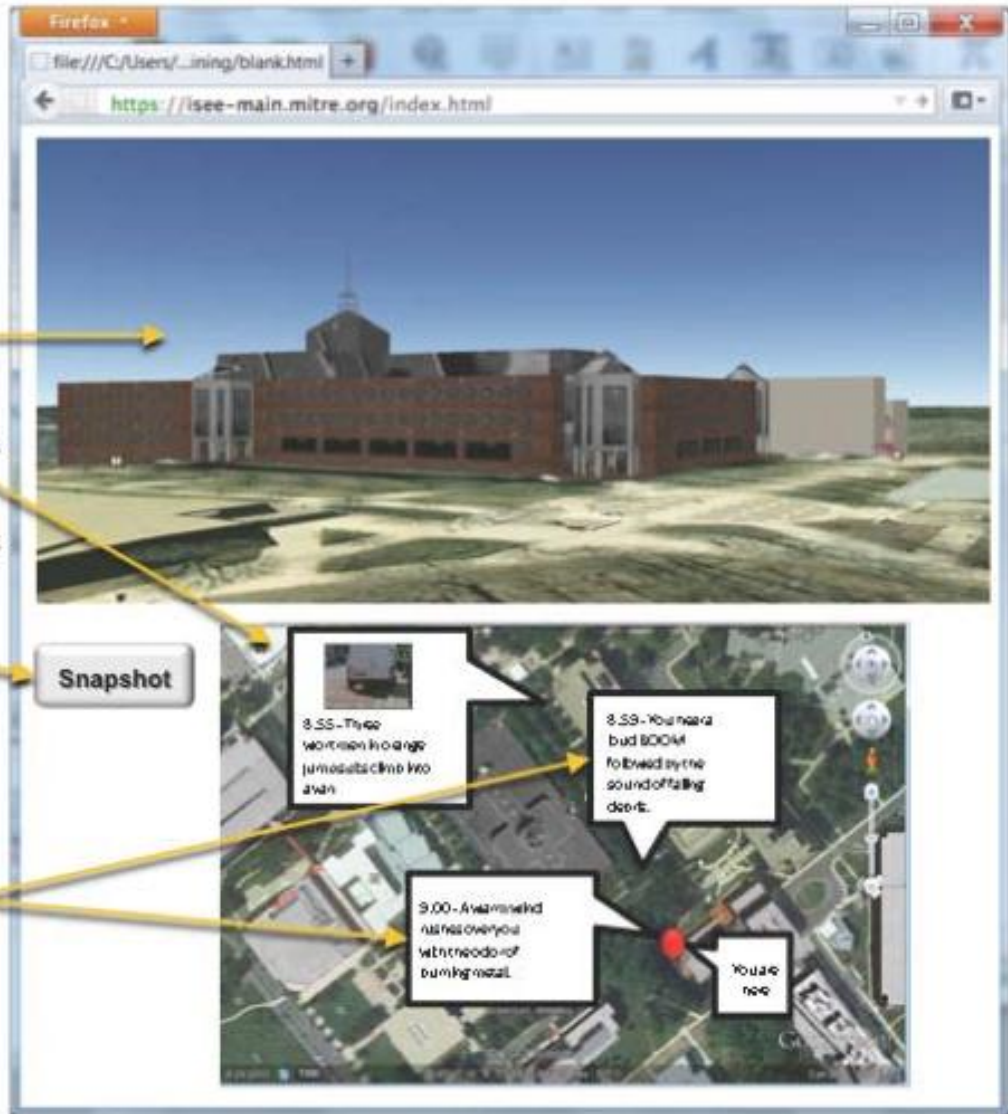 Firefox
file:///C:/Users/...ining/blank.html
https://isee-main.mitre.org/index.html
Snapshot
8.55 - Three
workmen in orange
jumpsuits climb into
a van
8.59 - You hear a
loud BOOM
followed by the
sound of falling
debris.
9.00 - A warm wind
rushes over you
with the odor of
burning metal.
You are
here